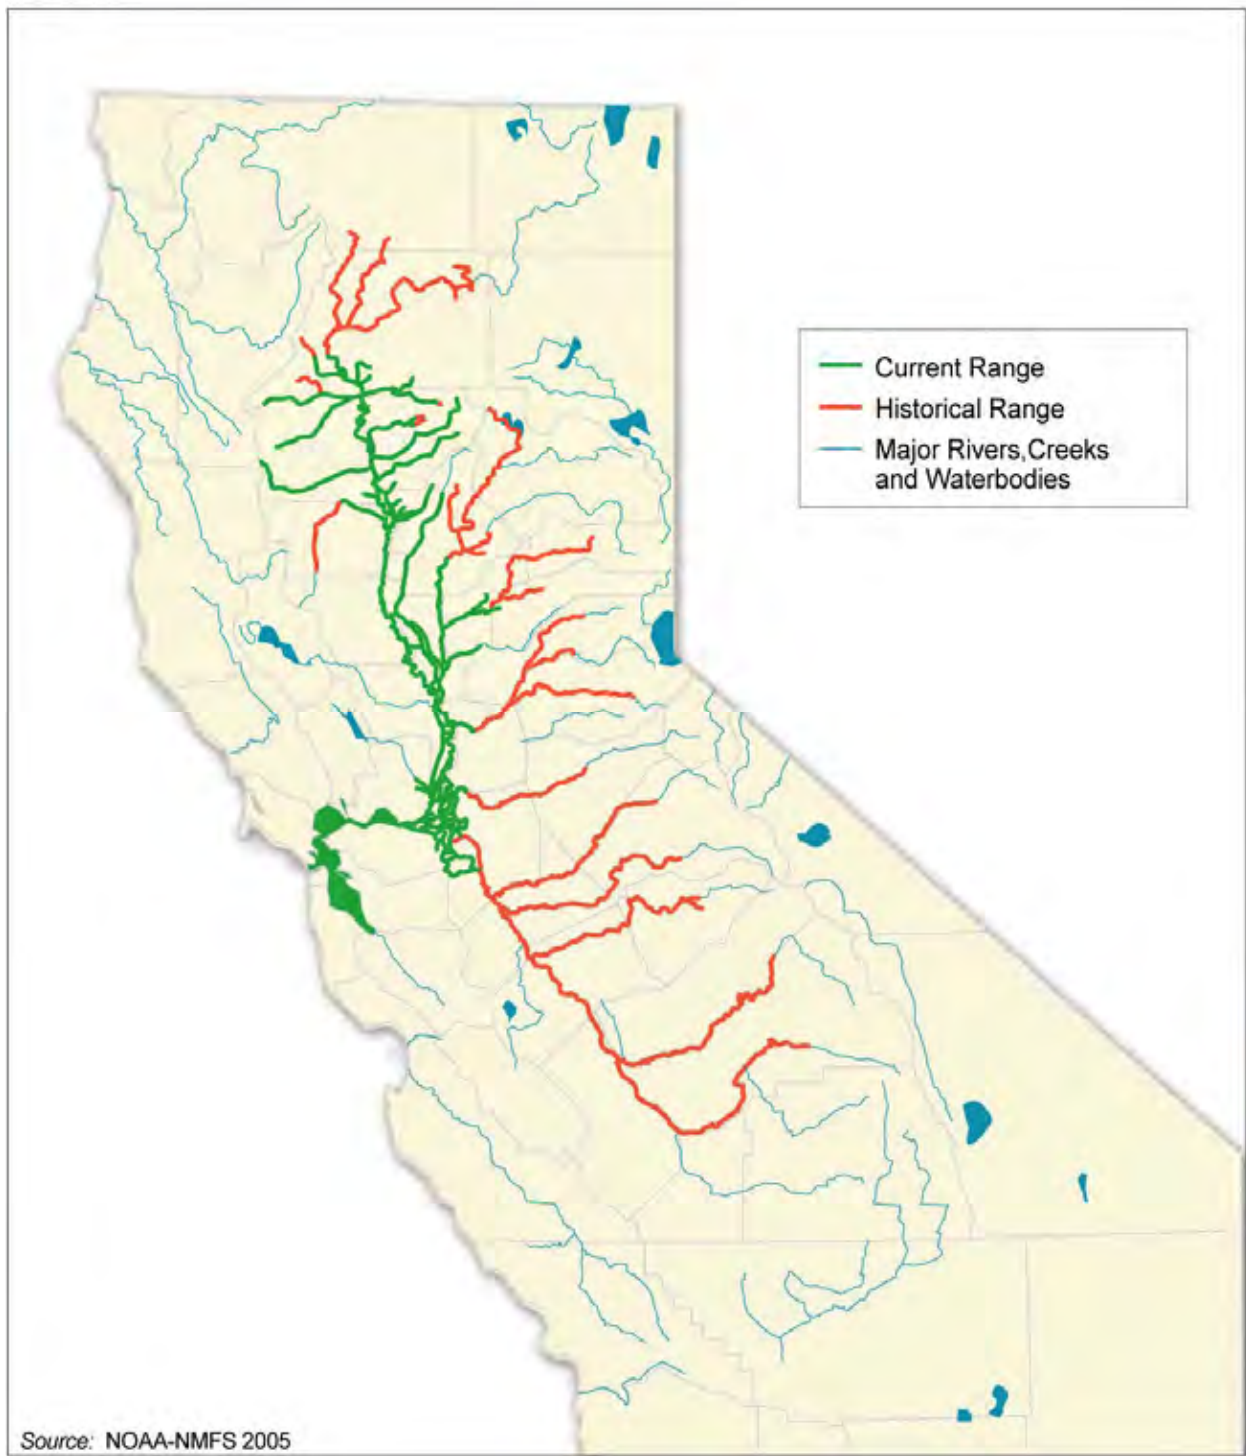 Current Range
Historical Range
Major Rivers,Creeks
and Waterbodies
Source: NOAA-NMFS 2005